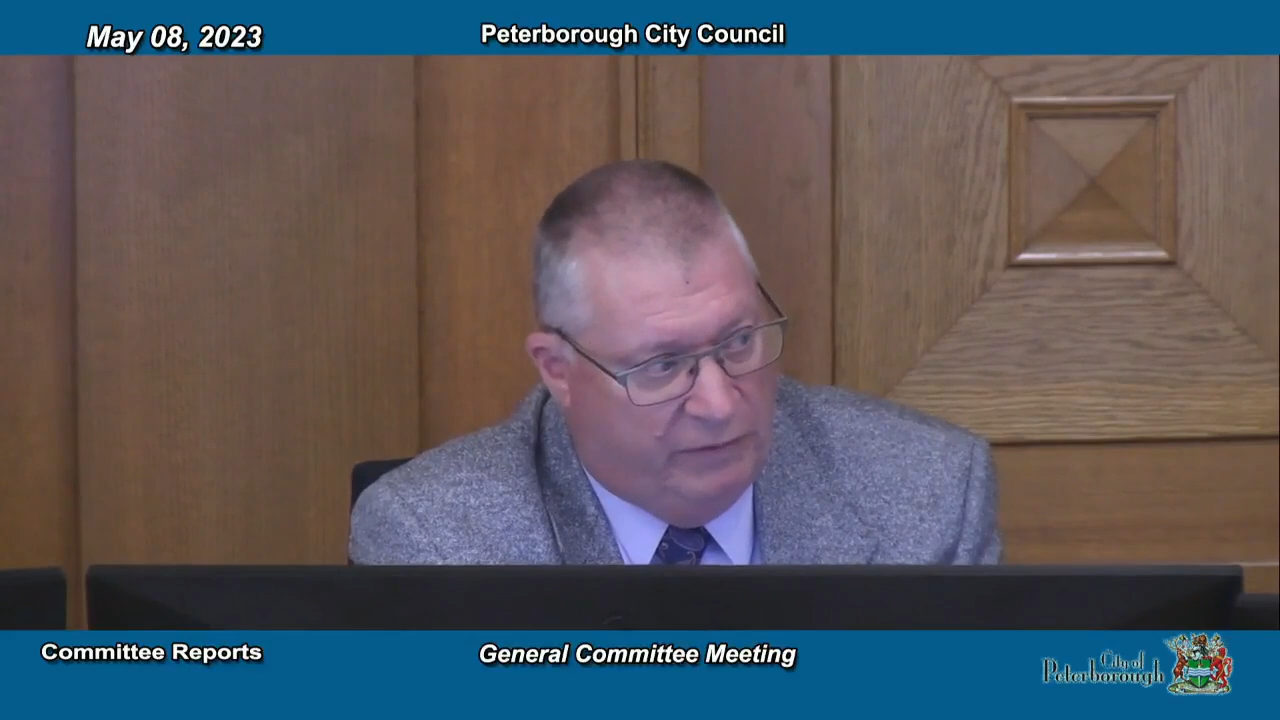 May 08, 2023
Peterborough City Council
Committee Reports
General Committee Meeting
City of
Peterborough